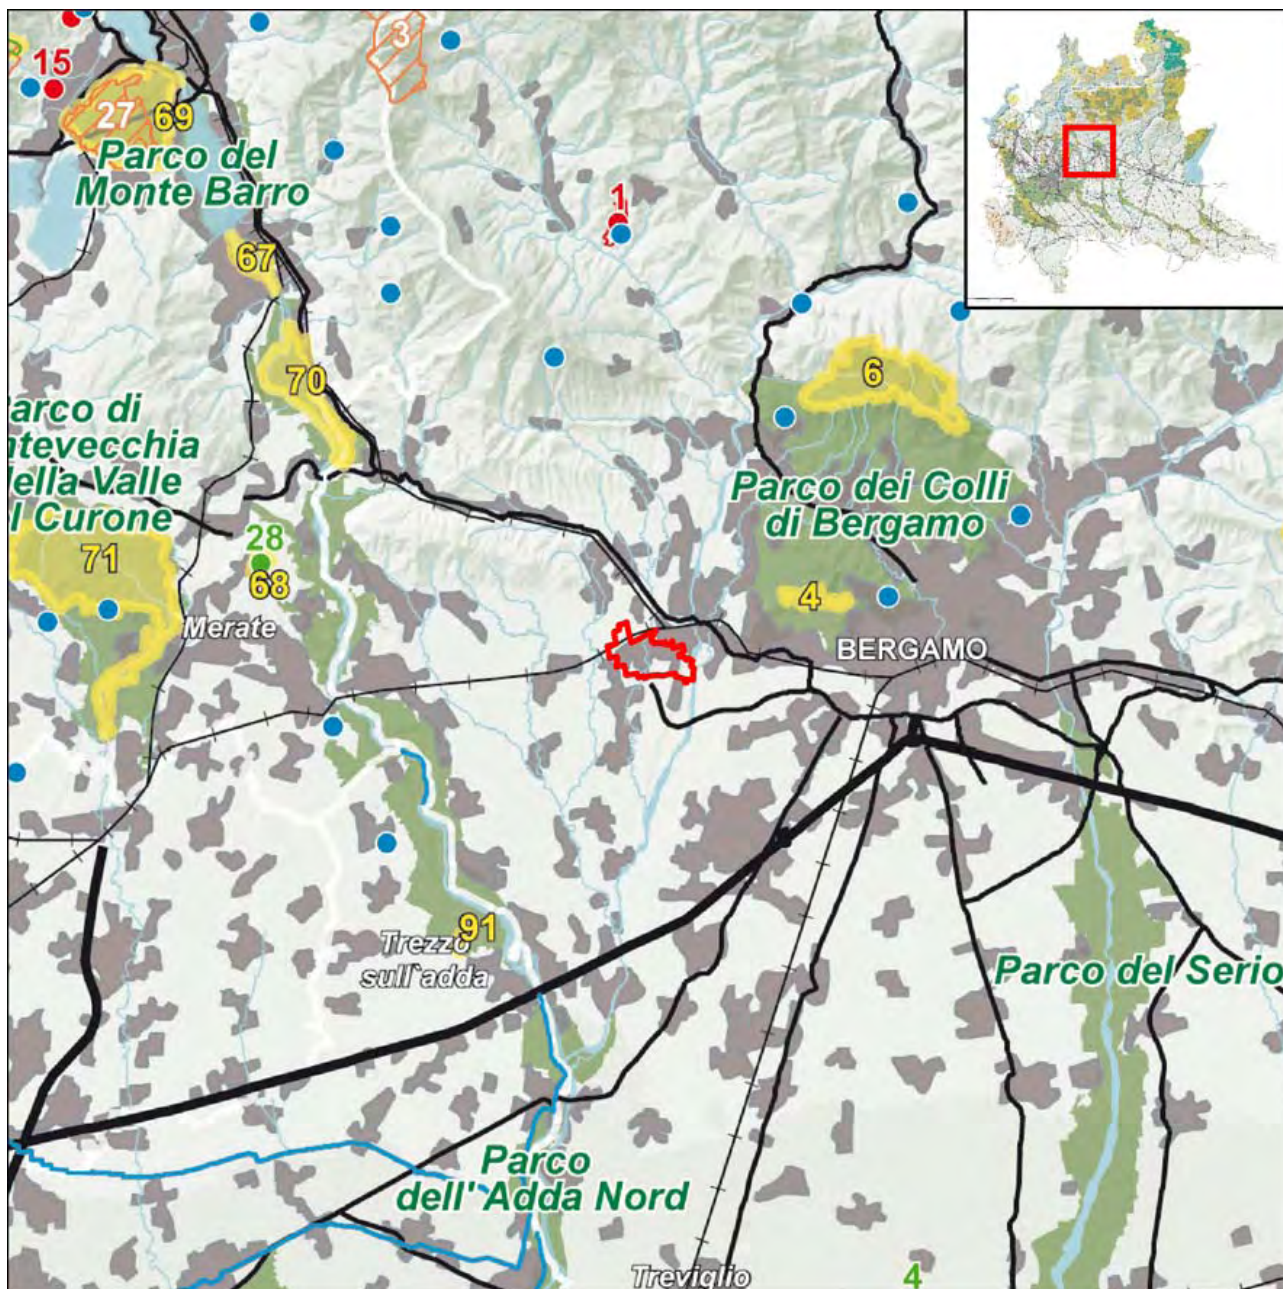 3
15
27
69
Parco del
Monte Barro
1
67
6
70
arco di
ntevecchia
ella Valle
l Curone
Parco dei Colli
di Bergamo
28
71
68
4
Merate
BERGAMO
91
Trezzo
sull`adda
Parco del Serio
Parco
dell' Adda Nord
Treviglio
4